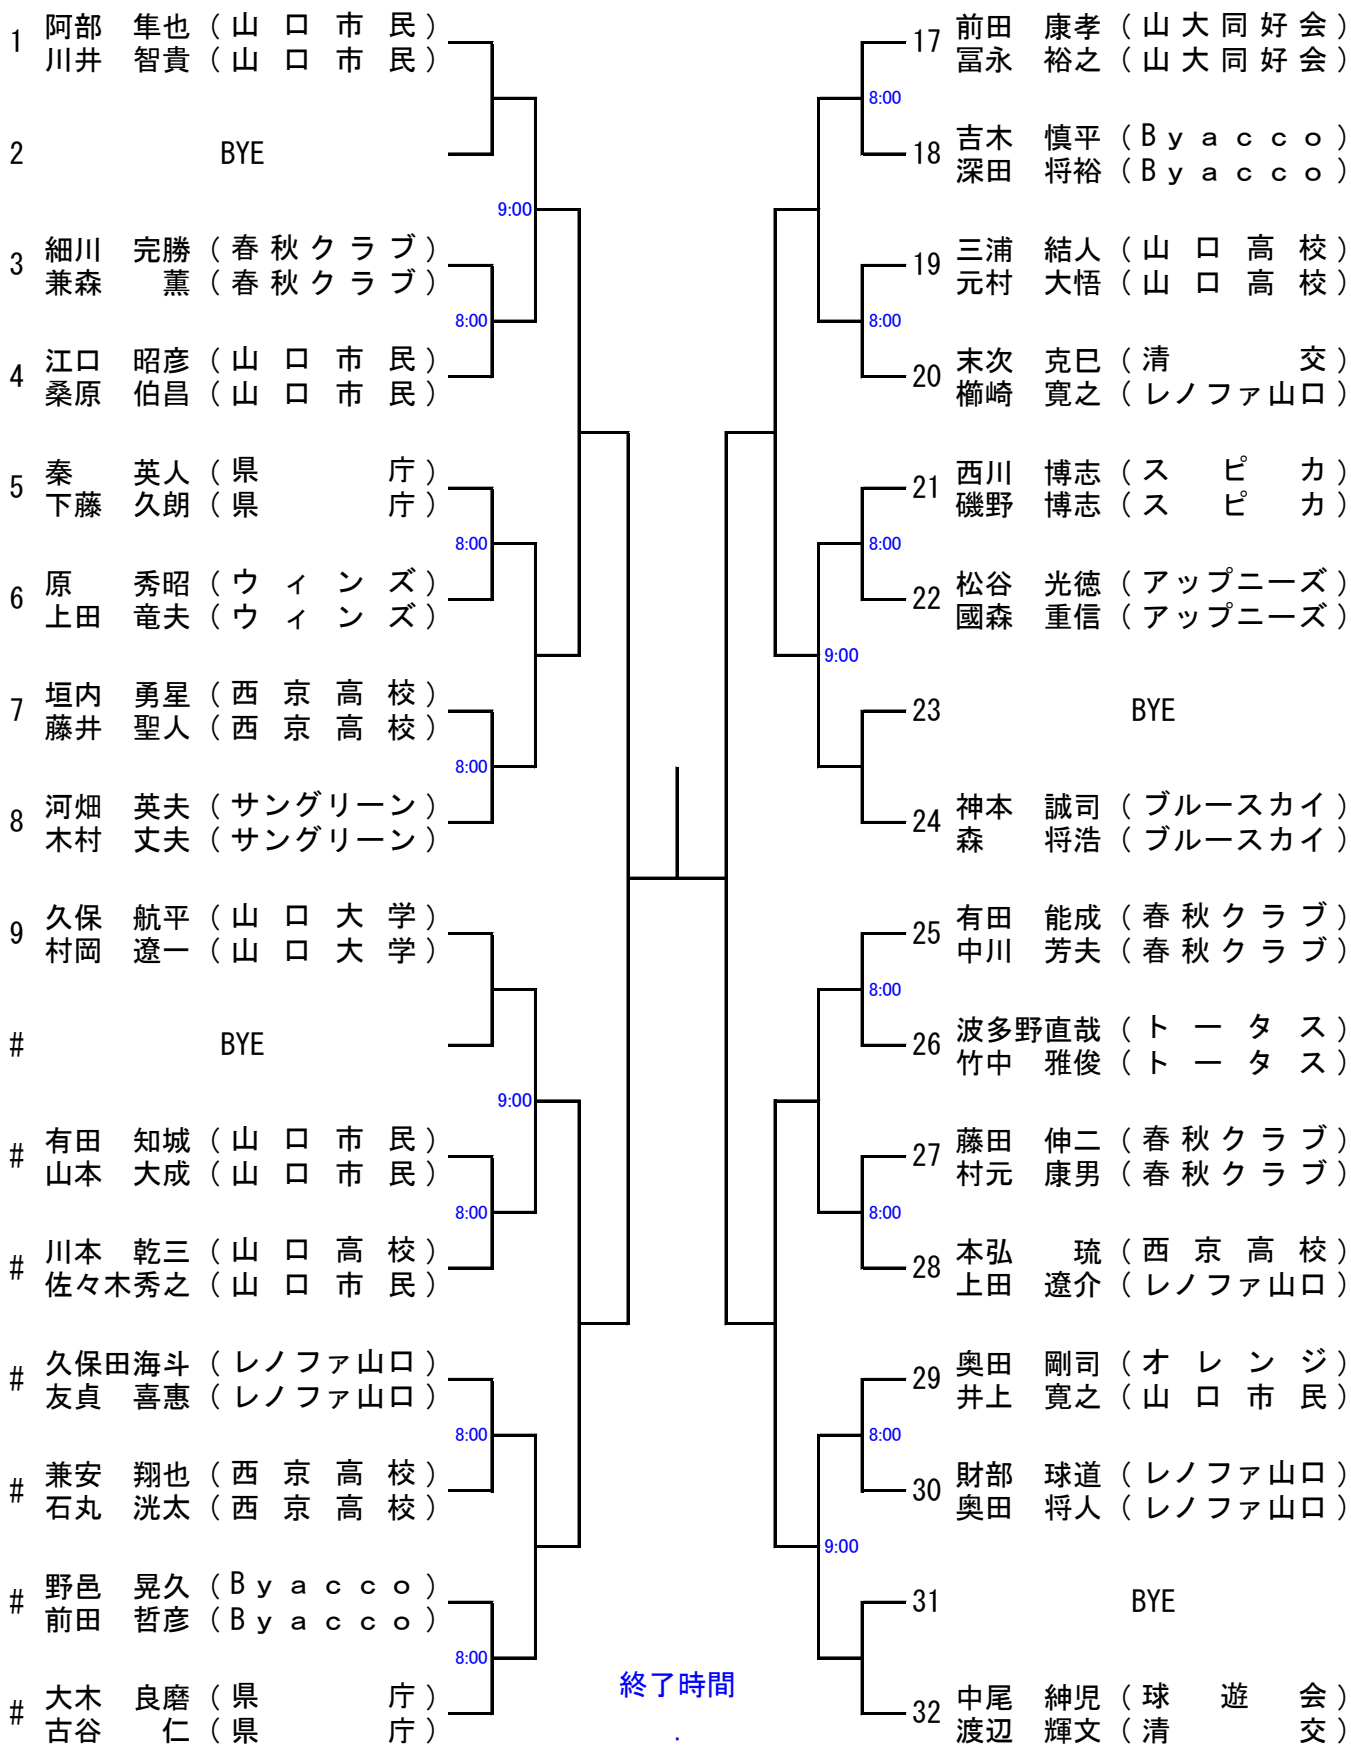 1 阿部 隼也 (山口市民)
川井 智貴 (山口市民)
2 BYE
9:00
3 細川 完勝 (春秋クラブ)
兼森 薫 (春秋クラブ)
8:00
4 江口 昭彦 (山口市民)
桑原 伯昌 (山口市民)
5 秦 英人 (県庁)
下藤 久朗 (県庁)
8:00
6 原 秀昭 (ウィンズ)
上田 竜夫 (ウィンズ)
7 垣内 勇星 (西京高校)
藤井 聖人 (西京高校)
8:00
8 河畑 英夫 (サングリーン)
木村 丈夫 (サングリーン)
9 久保 航平 (山口大学)
村岡 遼一 (山口大学)
# BYE
9:00
# 有田 知城 (山口市民)
山本 大成 (山口市民)
8:00
# 川本 乾三 (山口高校)
佐々木秀之 (山口市民)
# 久保田海斗 (レノファ山口)
友貞 喜惠 (レノファ山口)
8:00
# 兼安 翔也 (西京高校)
石丸 洸太 (西京高校)
# 野邑 晃久 (Byacco)
前田 哲彦 (Byacco)
8:00
# 大木 良磨 (県庁)
古谷 仁 (県庁)
17 前田 康孝 (山大同好会)
冨永 裕之 (山大同好会)
8:00
18 吉木 慎平 (Byacco)
深田 将裕 (Byacco)
19 三浦 結人 (山口高校)
元村 大悟 (山口高校)
8:00
20 末次 克巳 (清交)
櫛崎 寛之 (レノファ山口)
21 西川 博志 (スピカ)
磯野 博志 (スピカ)
8:00
22 松谷 光徳 (アップニーズ)
國森 重信 (アップニーズ)
9:00
23 BYE
24 神本 誠司 (ブルースカイ)
森 将浩 (ブルースカイ)
25 有田 能成 (春秋クラブ)
中川 芳夫 (春秋クラブ)
8:00
26 波多野直哉 (トータス)
竹中 雅俊 (トータス)
27 藤田 伸二 (春秋クラブ)
村元 康男 (春秋クラブ)
8:00
28 本弘 琉 (西京高校)
上田 遼介 (レノファ山口)
29 奥田 剛司 (オレンジ)
井上 寛之 (山口市民)
8:00
30 財部 球道 (レノファ山口)
奥田 将人 (レノファ山口)
9:00
31 BYE
32 中尾 紳児 (球遊会)
渡辺 輝文 (清交)
終了時間
.